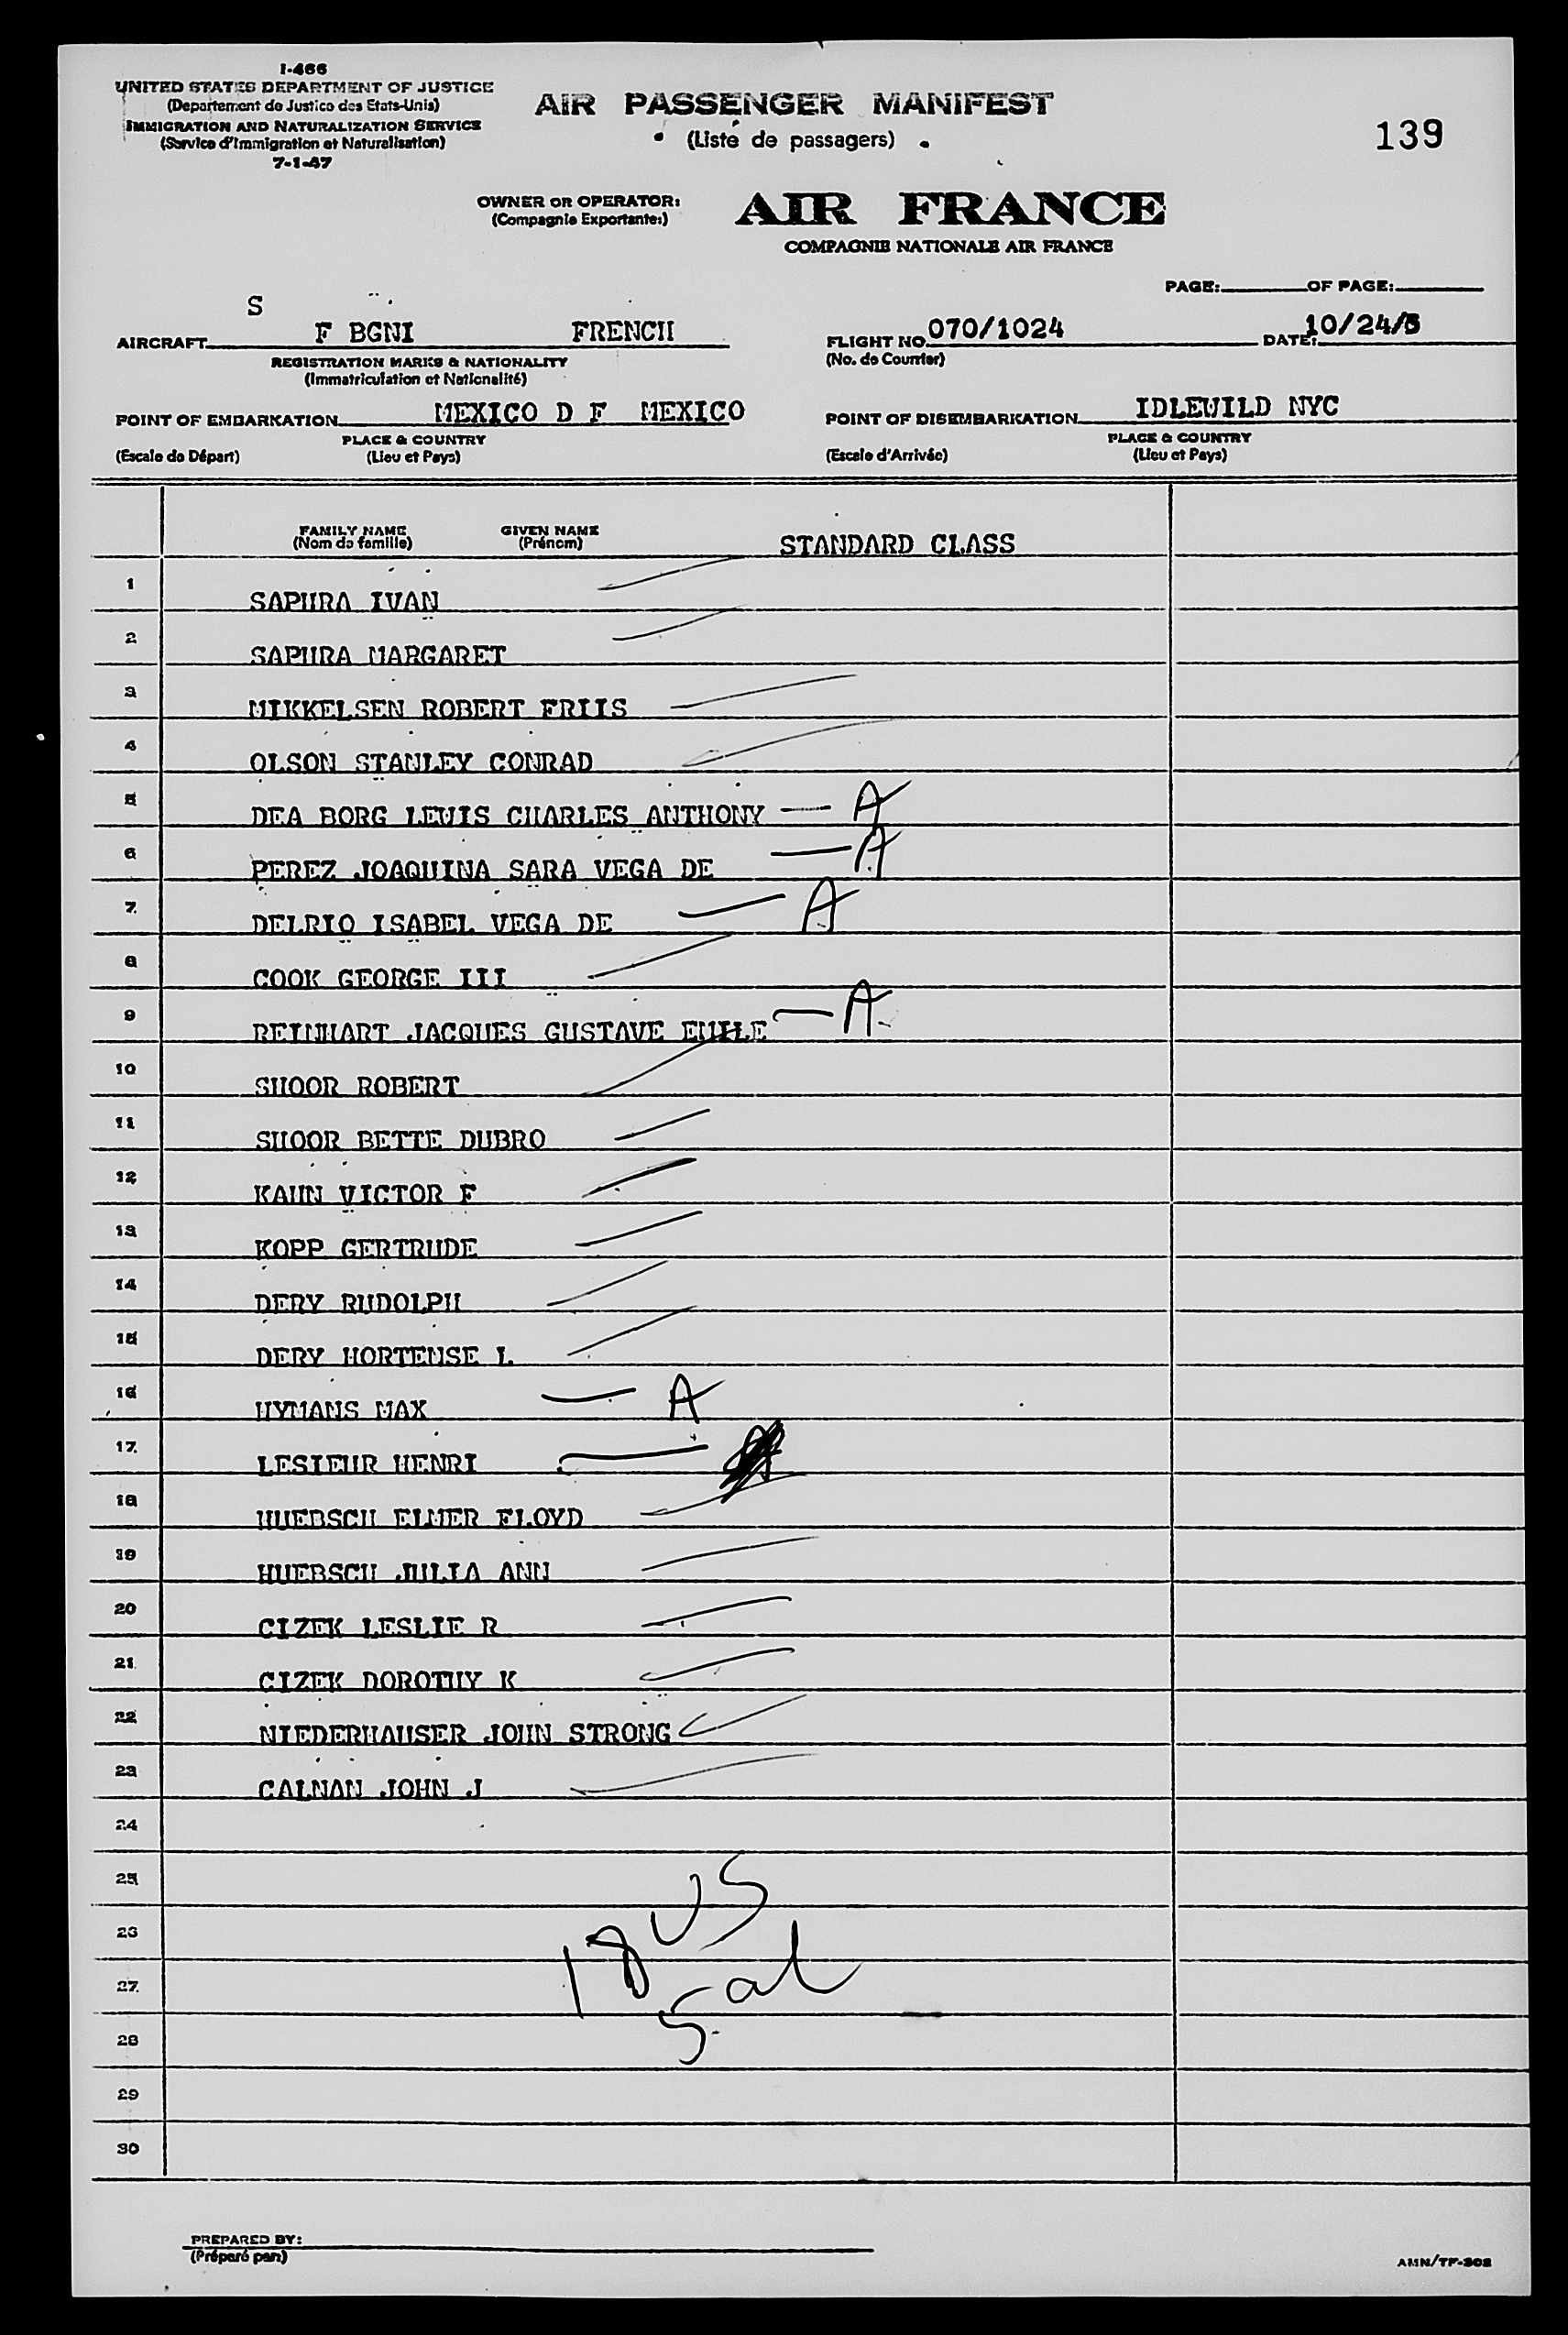 I-466
UNITED STATES DEPARTMENT OF JUSTICE
(Departement de Justice des Etats-Unis)
IMMIGRATION AND NATURALIZATION SERVICE
(Service d'Immigration et Naturalisation)
7-1-47
AIR PASSENGER MANIFEST
(Liste de passagers)
139
OWNER OR OPERATOR: AIR FRANCE
(Compagnie Exportante:)
COMPAGNIE NATIONALE AIR FRANCE
PAGE: OF PAGE:
S
AIRCRAFT F BGNI FRENCH
REGISTRATION MARKS & NATIONALITY
(Immatriculation et Nationalité)
FLIGHT NO. 070/1024 DATE: 10/24/5
(No. de Courrier)
POINT OF EMBARKATION MEXICO D F MEXICO
PLACE & COUNTRY
(Escale de Départ) (Lieu et Pays)
POINT OF DISEMBARKATION IDLEWILD NYC
PLACE & COUNTRY
(Escale d'Arrivée) (Lieu et Pays)
FAMILY NAME GIVEN NAME
(Nom de famille) (Prénom) STANDARD CLASS
1 SAPHRA IVAN
2 SAPHRA MARGARET
3 MIKKELSEN ROBERT FRIIS
4 OLSON STANLEY CONRAD
5 DEA BORG LEWIS CHARLES ANTHONY — A
6 PEREZ JOAQUINA SARA VEGA DE — A
7 DELRIO ISABEL VEGA DE — A
8 COOK GEORGE III
9 REINHART JACQUES GUSTAVE EMILE — A
10 SHOOR ROBERT
11 SHOOR BETTE DUBRO
12 KAHN VICTOR F
13 KOPP GERTRUDE
14 DERY RUDOLPH
15 DERY HORTENSE L
16 HYMANS MAX — A
17 LESIEUR HENRI
18 HUEBSCH ELMER FLOYD
19 HUEBSCH JULIA ANN
20 CIZEK LESLIE R
21 CIZEK DOROTHY K
22 NIEDERHAUSER JOHN STRONG
23 CALNAN JOHN J
24
25
26
27
28
29
30
18 US
5 al
PREPARED BY:
(Préparé par:)
AMN/TF-302